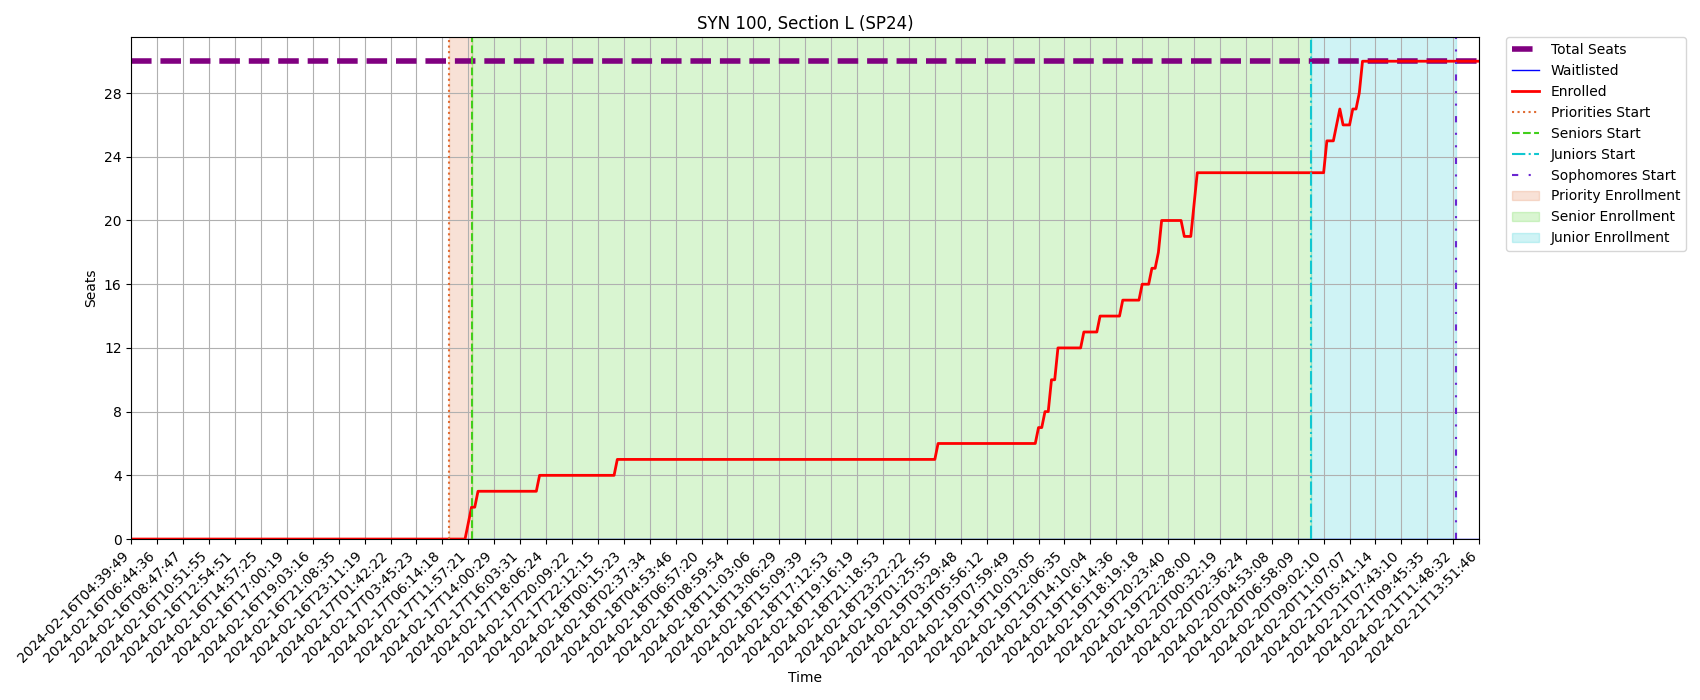 SYN 100, Section L (SP24)
Total Seats
Waitlisted
Enrolled
Priorities Start
Seniors Start
Juniors Start
Sophomores Start
Priority Enrollment
Senior Enrollment
Junior Enrollment
Seats
28
24
20
16
12
8
4
0
2024-02-16T04:39:49
2024-02-16T06:44:36
2024-02-16T08:47:47
2024-02-16T10:51:55
2024-02-16T12:54:51
2024-02-16T14:57:25
2024-02-16T17:00:19
2024-02-16T19:03:16
2024-02-16T21:08:35
2024-02-16T23:11:19
2024-02-17T01:42:22
2024-02-17T03:45:23
2024-02-17T06:14:18
2024-02-17T11:57:21
2024-02-17T14:00:29
2024-02-17T16:03:31
2024-02-17T18:06:24
2024-02-17T20:09:22
2024-02-17T22:12:15
2024-02-18T00:15:23
2024-02-18T02:37:34
2024-02-18T04:53:46
2024-02-18T06:57:20
2024-02-18T08:59:54
2024-02-18T11:03:06
2024-02-18T13:06:29
2024-02-18T15:09:39
2024-02-18T17:12:53
2024-02-18T19:16:19
2024-02-18T21:18:53
2024-02-18T23:22:22
2024-02-19T01:25:55
2024-02-19T03:29:48
2024-02-19T05:56:12
2024-02-19T07:59:49
2024-02-19T10:03:05
2024-02-19T12:06:35
2024-02-19T14:10:04
2024-02-19T16:14:36
2024-02-19T18:19:18
2024-02-19T20:23:40
2024-02-19T22:28:00
2024-02-20T00:32:19
2024-02-20T02:36:24
2024-02-20T04:53:08
2024-02-20T06:58:09
2024-02-20T09:02:10
2024-02-20T11:07:07
2024-02-21T05:41:14
2024-02-21T07:43:10
2024-02-21T09:45:35
2024-02-21T11:48:32
2024-02-21T13:51:46
Time